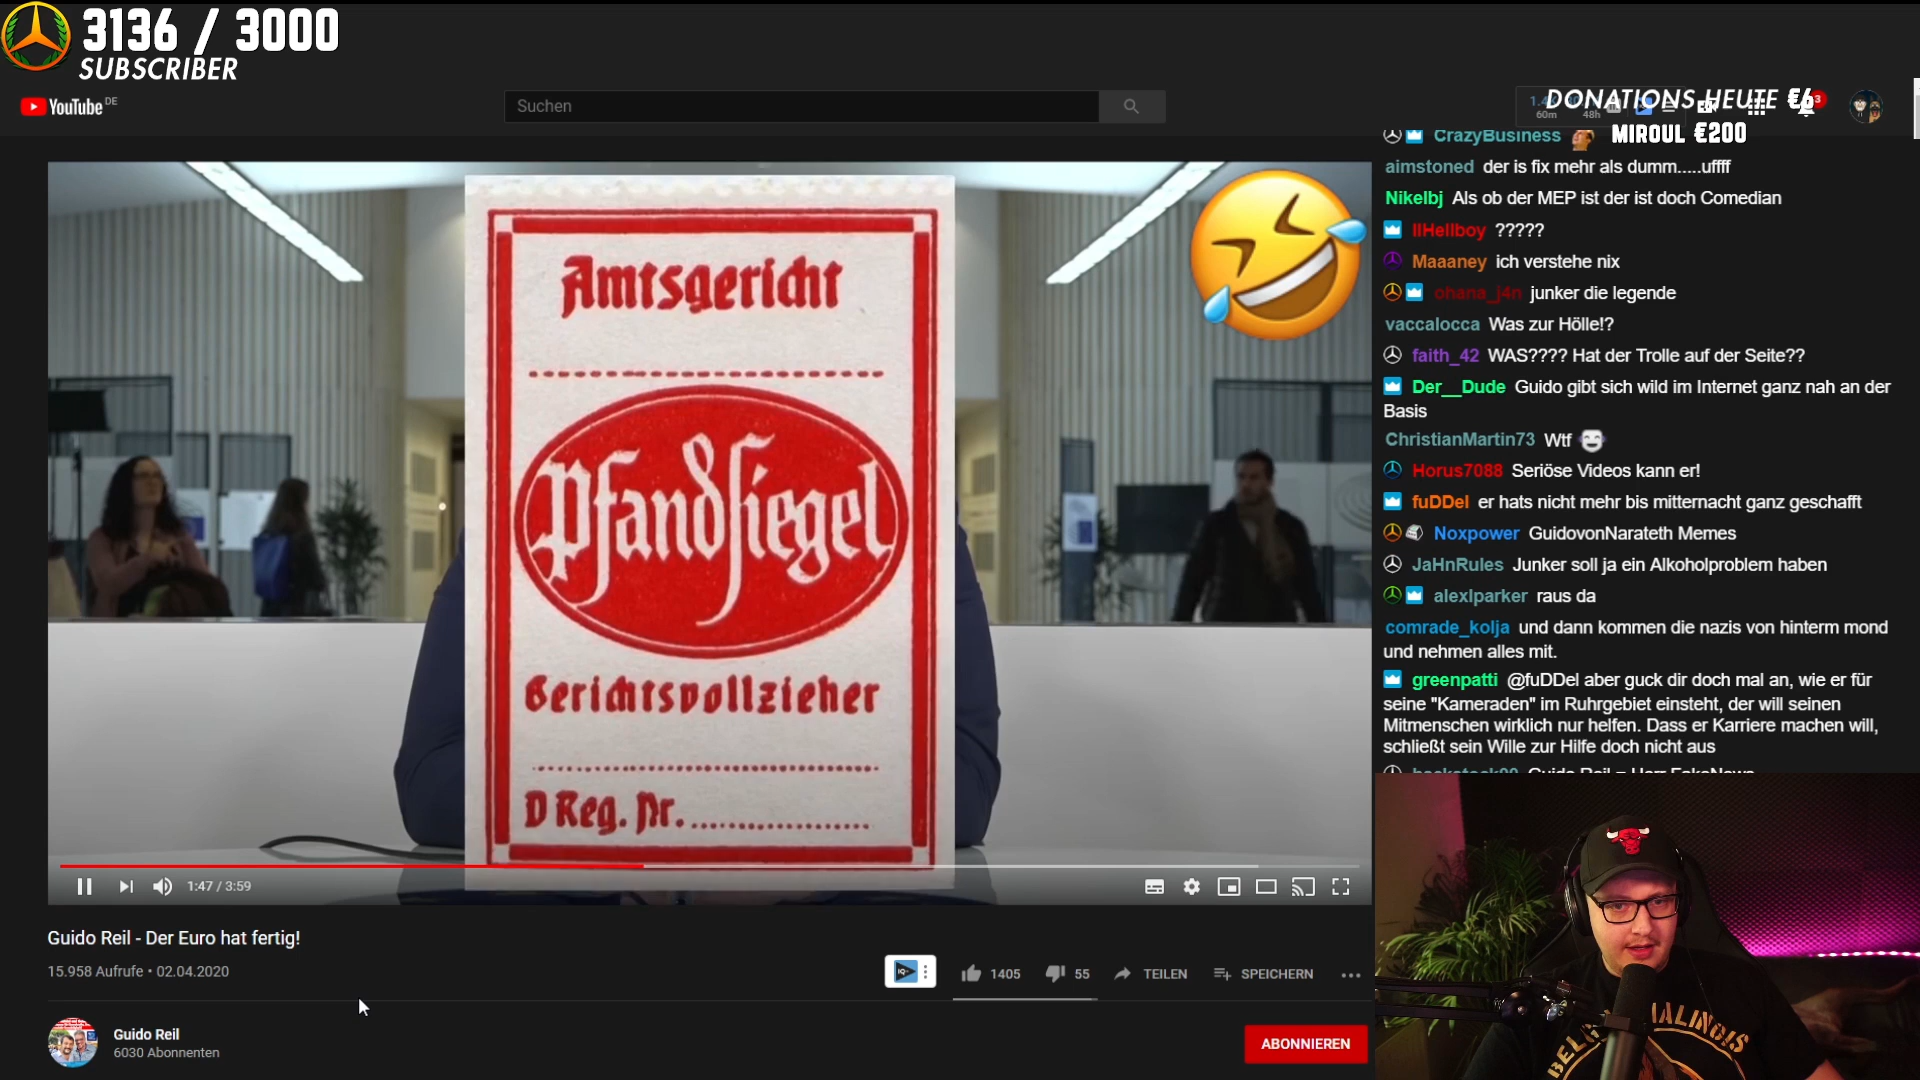 3136 / 3000
SUBSCRIBER
YouTube DE
Suchen
DONATIONS HEUTE €6
60m
48h
3
MIROUL €200
CrazyBusiness
aimstoned der is fix mehr als dumm.....uffff
Nikelbj Als ob der MEP ist der ist doch Comedian
IIHellboy ?????
Maaaney ich verstehe nix
ohana_j4n junker die legende
vaccalocca Was zur Hölle!?
faith_42 WAS???? Hat der Trolle auf der Seite??
Der__Dude Guido gibt sich wild im Internet ganz nah an der
Basis
ChristianMartin73 Wtf
Horus7088 Seriöse Videos kann er!
fuDDel er hats nicht mehr bis mitternacht ganz geschafft
Noxpower GuidovonNarateth Memes
JaHnRules Junker soll ja ein Alkoholproblem haben
alexlparker raus da
comrade_kolja und dann kommen die nazis von hinterm mond
und nehmen alles mit.
greenpatti @fuDDel aber guck dir doch mal an, wie er für
seine "Kameraden" im Ruhrgebiet einsteht, der will seinen
Mitmenschen wirklich nur helfen. Dass er Karriere machen will,
schließt sein Wille zur Hilfe doch nicht aus
Amtsgericht
Pfandsiegel
Gerichtsvollzieher
D Reg. Nr.
1:47 / 3:59
Guido Reil - Der Euro hat fertig!
15.958 Aufrufe • 02.04.2020
IQ
1405
55
TEILEN
SPEICHERN
Guido Reil
6030 Abonnenten
ABONNIEREN